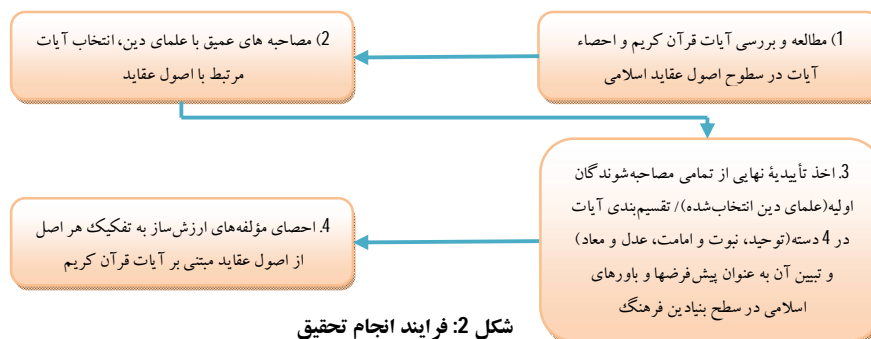 1) مطالعه و بررسی آیات قرآن کریم و احصاء
آیات در سطوح اصول عقاید اسلامی
2) مصاحبه های عمیق با علمای دین، انتخاب آیات
مرتبط با اصول عقاید
3. اخذ تأییدیۀ نهایی از تمامی مصاحبه‌شوندگان
اولیه(علمای دین انتخاب‌شده)/ تقسیم‌بندی آیات
در 4 دسته(توحید، نبوت و امامت، عدل و معاد)
و تبیین آن به عنوان پیش‌فرضها و باورهای
اسلامی در سطح بنیادین فرهنگ
4. احصای مؤلفه‌های ارزش‌ساز به تفکیک هر اصل
از اصول عقاید مبتنی بر آیات قرآن کریم
شکل 2: فرایند انجام تحقیق